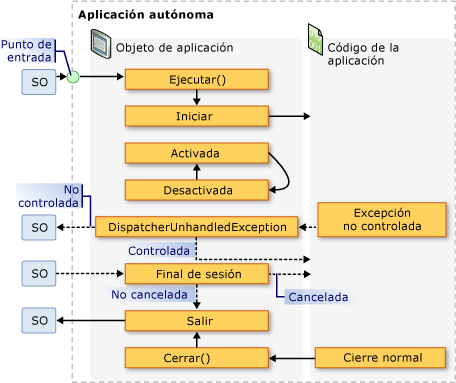 Aplicación autónoma
Objeto de aplicación
Código de la
aplicación
Punto de
entrada
SO
Ejecutar()
Iniciar
Activada
Desactivada
No
controlada
SO
DispatcherUnhandledException
Excepción
no controlada
Controlada
SO
Final de sesión
No cancelada
Cancelada
SO
Salir
Cerrar()
Cierre normal